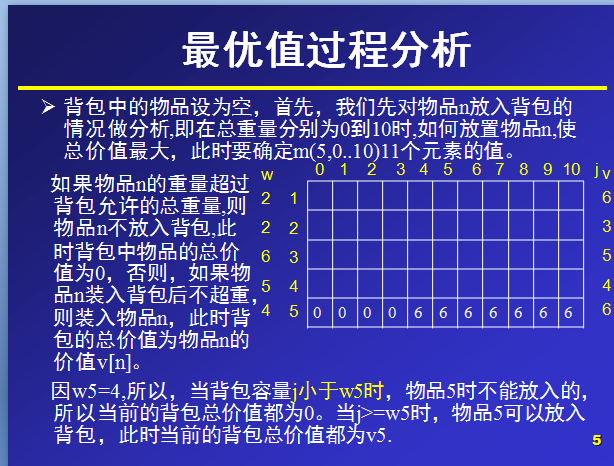 最优值过程分析
➢ 背包中的物品设为空，首先，我们先对物品n放入背包的
情况做分析,即在总重量分别为0到10时,如何放置物品n,使
总价值最大，此时要确定m(5,0..10)11个元素的值。
如果物品n的重量超过
背包允许的总重量,则
物品n不放入背包,此
时背包中物品的总价
值为0，否则，如果物
品n装入背包后不超重，
则装入物品n，此时背
包的总价值为物品n的
价值v[n]。
w 0 1 2 3 4 5 6 7 8 9 10 j v
2 1 6
2 2 3
6 3 5
5 4 4
4 5 0 0 0 0 6 6 6 6 6 6 6 6
因w5=4,所以，当背包容量j小于w5时，物品5时不能放入的，
所以当前的背包总价值都为0。当j>=w5时，物品5可以放入
背包，此时当前的背包总价值都为v5.
5